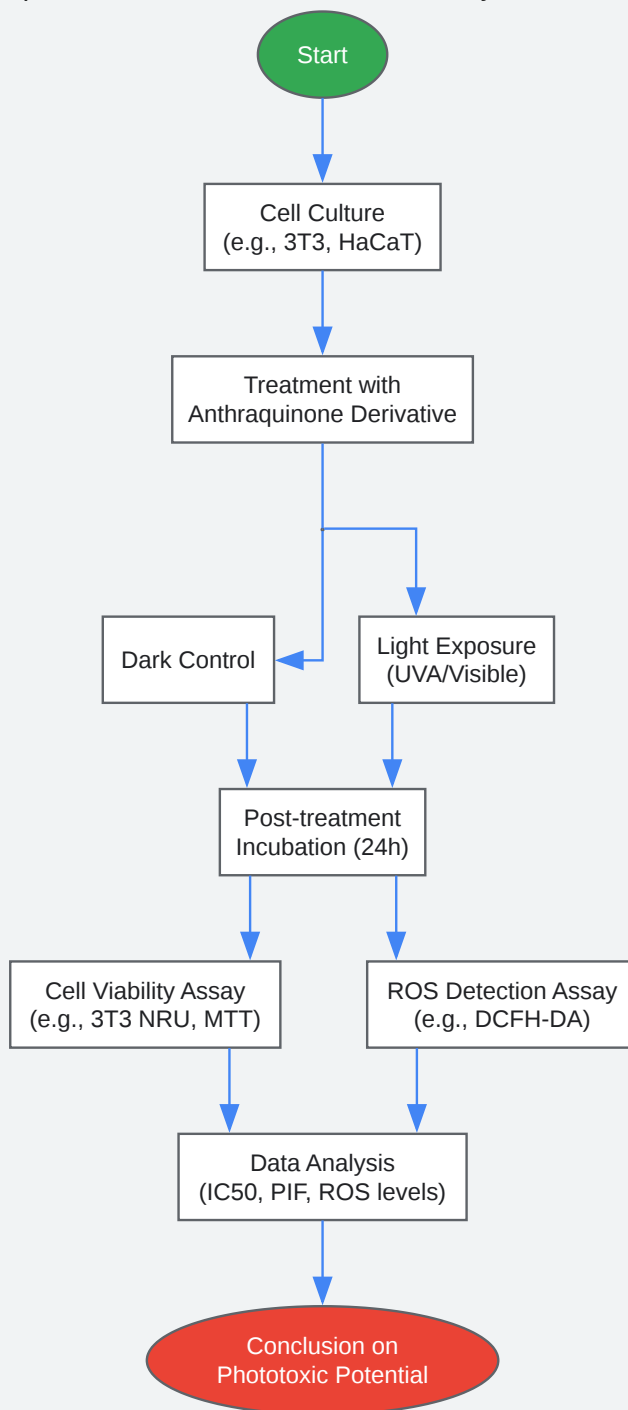 Start
Cell Culture
(e.g., 3T3, HaCaT)
Treatment with
Anthraquinone Derivative
Dark Control
Light Exposure
(UVA/Visible)
Post-treatment
Incubation (24h)
Cell Viability Assay
(e.g., 3T3 NRU, MTT)
ROS Detection Assay
(e.g., DCFH-DA)
Data Analysis
(IC50, PIF, ROS levels)
Conclusion on
Phototoxic Potential